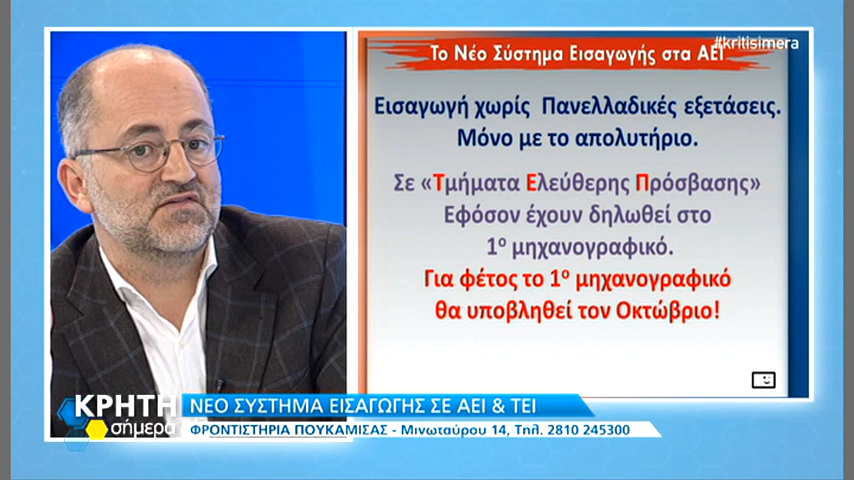 #kritisimera
Το Νέο Σύστημα Εισαγωγής στα ΑΕΙ
Εισαγωγή χωρίς Πανελλαδικές εξετάσεις.
Μόνο με το απολυτήριο.
Σε «Τμήματα Ελεύθερης Πρόσβασης»
Εφόσον έχουν δηλωθεί στο
1ο μηχανογραφικό.
Για φέτος το 1ο μηχανογραφικό
θα υποβληθεί τον Οκτώβριο!
ΚΡΗΤΗ
σήμερα
ΝΕΟ ΣΥΣΤΗΜΑ ΕΙΣΑΓΩΓΗΣ ΣΕ ΑΕΙ & ΤΕΙ
ΦΡΟΝΤΙΣΤΗΡΙΑ ΠΟΥΚΑΜΙΣΑΣ - Μινωταύρου 14, Τηλ. 2810 245300